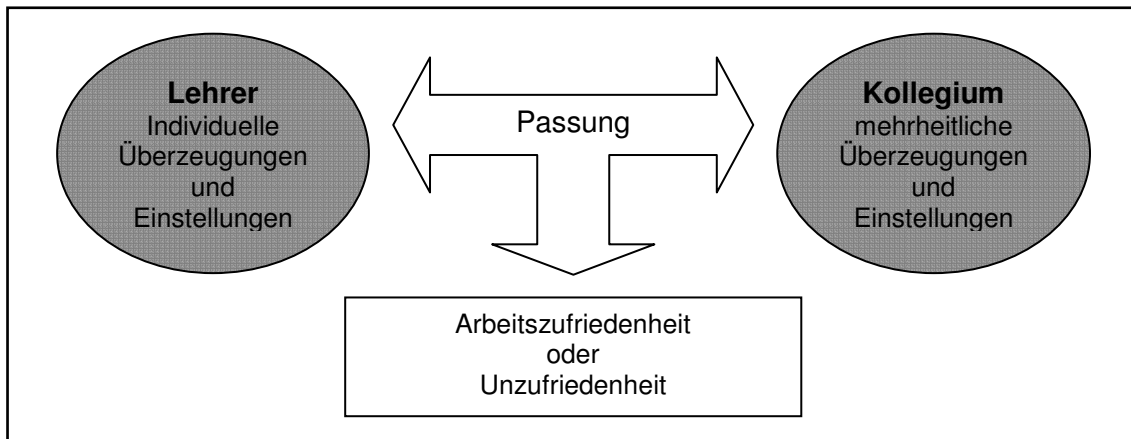 Lehrer
Individuelle
Überzeugungen
und
Einstellungen
Passung
Kollegium
mehrheitliche
Überzeugungen
und
Einstellungen
Arbeitszufriedenheit
oder
Unzufriedenheit